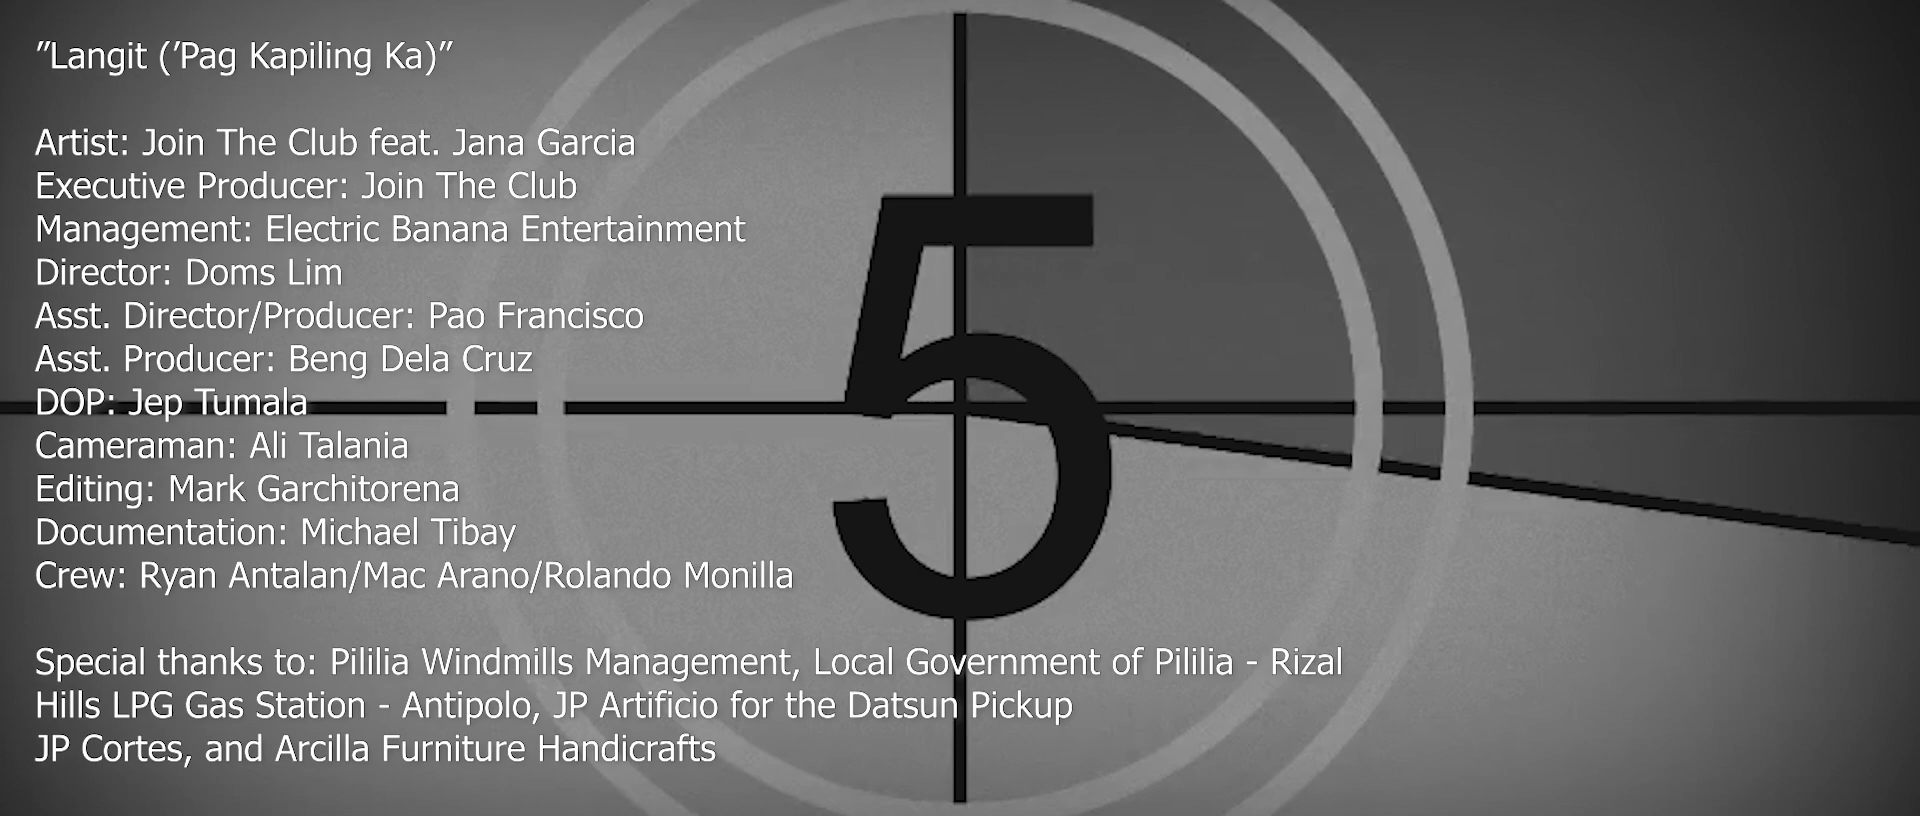 ”Langit (’Pag Kapiling Ka)”
Artist: Join The Club feat. Jana Garcia
Executive Producer: Join The Club
Management: Electric Banana Entertainment
Director: Doms Lim
Asst. Director/Producer: Pao Francisco
Asst. Producer: Beng Dela Cruz
DOP: Jep Tumala
Cameraman: Ali Talania
Editing: Mark Garchitorena
Documentation: Michael Tibay
Crew: Ryan Antalan/Mac Arano/Rolando Monilla
Special thanks to: Pililia Windmills Management, Local Government of Pililia - Rizal
Hills LPG Gas Station - Antipolo, JP Artificio for the Datsun Pickup
JP Cortes, and Arcilla Furniture Handicrafts
5